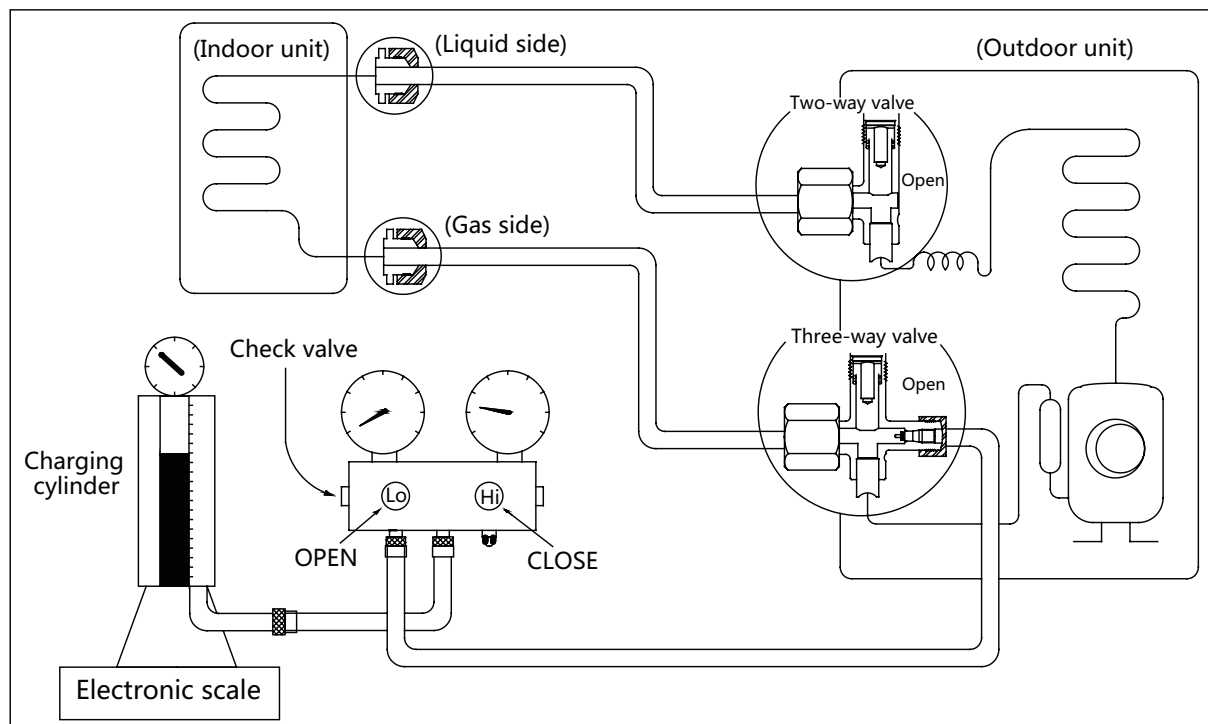 (Indoor unit)
(Liquid side)
(Outdoor unit)
Two-way valve
Open
(Gas side)
Three-way valve
Open
Check valve
Charging
cylinder
Lo
Hi
OPEN
CLOSE
Electronic scale